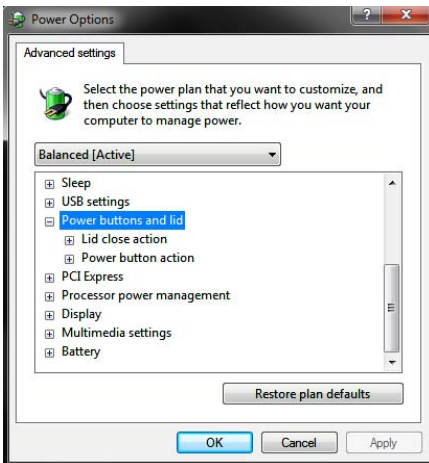 Power Options
Advanced settings
Select the power plan that you want to customize, and
then choose settings that reflect how you want your
computer to manage power.
Balanced [Active]
Sleep
USB settings
Power buttons and lid
Lid close action
Power button action
PCI Express
Processor power management
Display
Multimedia settings
Battery
Restore plan defaults
OK Cancel Apply